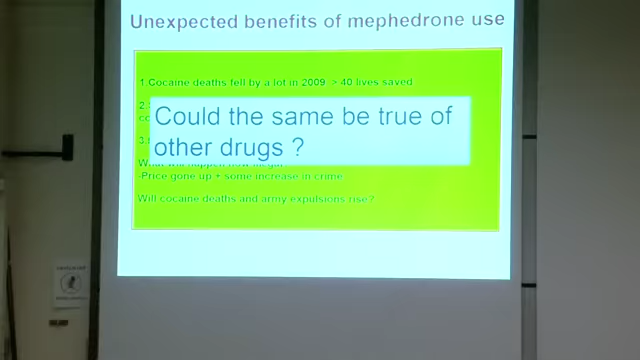 Unexpected benefits of mephedrone use
1.Cocaine deaths fell by a lot in 2009 > 40 lives saved
2.
Could the same be true of
other drugs ?
3.
-Price gone up + some increase in crime
Will cocaine deaths and army expulsions rise?